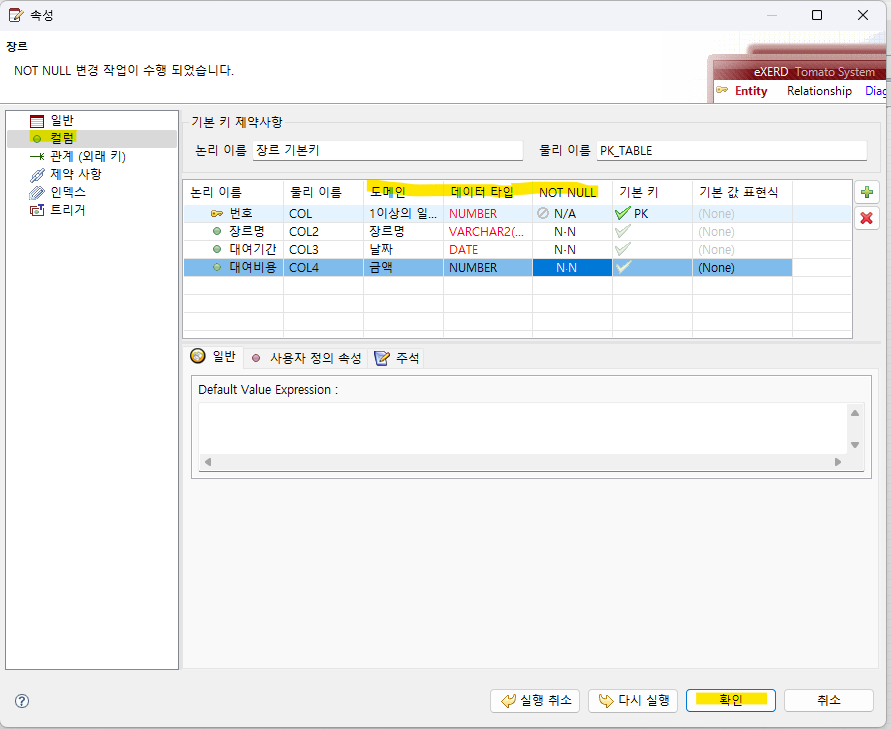 속성
장르
NOT NULL 변경 작업이 수행 되었습니다.
eXERD Tomato System
Entity Relationship Diag
일반
컬럼
관계 (외래 키)
제약 사항
인덱스
트리거
기본 키 제약사항
논리 이름 장르 기본키 물리 이름 PK_TABLE
논리 이름 물리 이름 도메인 데이터 타입 NOT NULL 기본 키 기본 값 표현식
번호 COL 1이상의 일... NUMBER N/A PK (None)
장르명 COL2 장르명 VARCHAR2(... N·N (None)
대여기간 COL3 날짜 DATE N·N (None)
대여비용 COL4 금액 NUMBER N·N (None)
일반 사용자 정의 속성 주석
Default Value Expression :
? 실행 취소 다시 실행 확인 취소